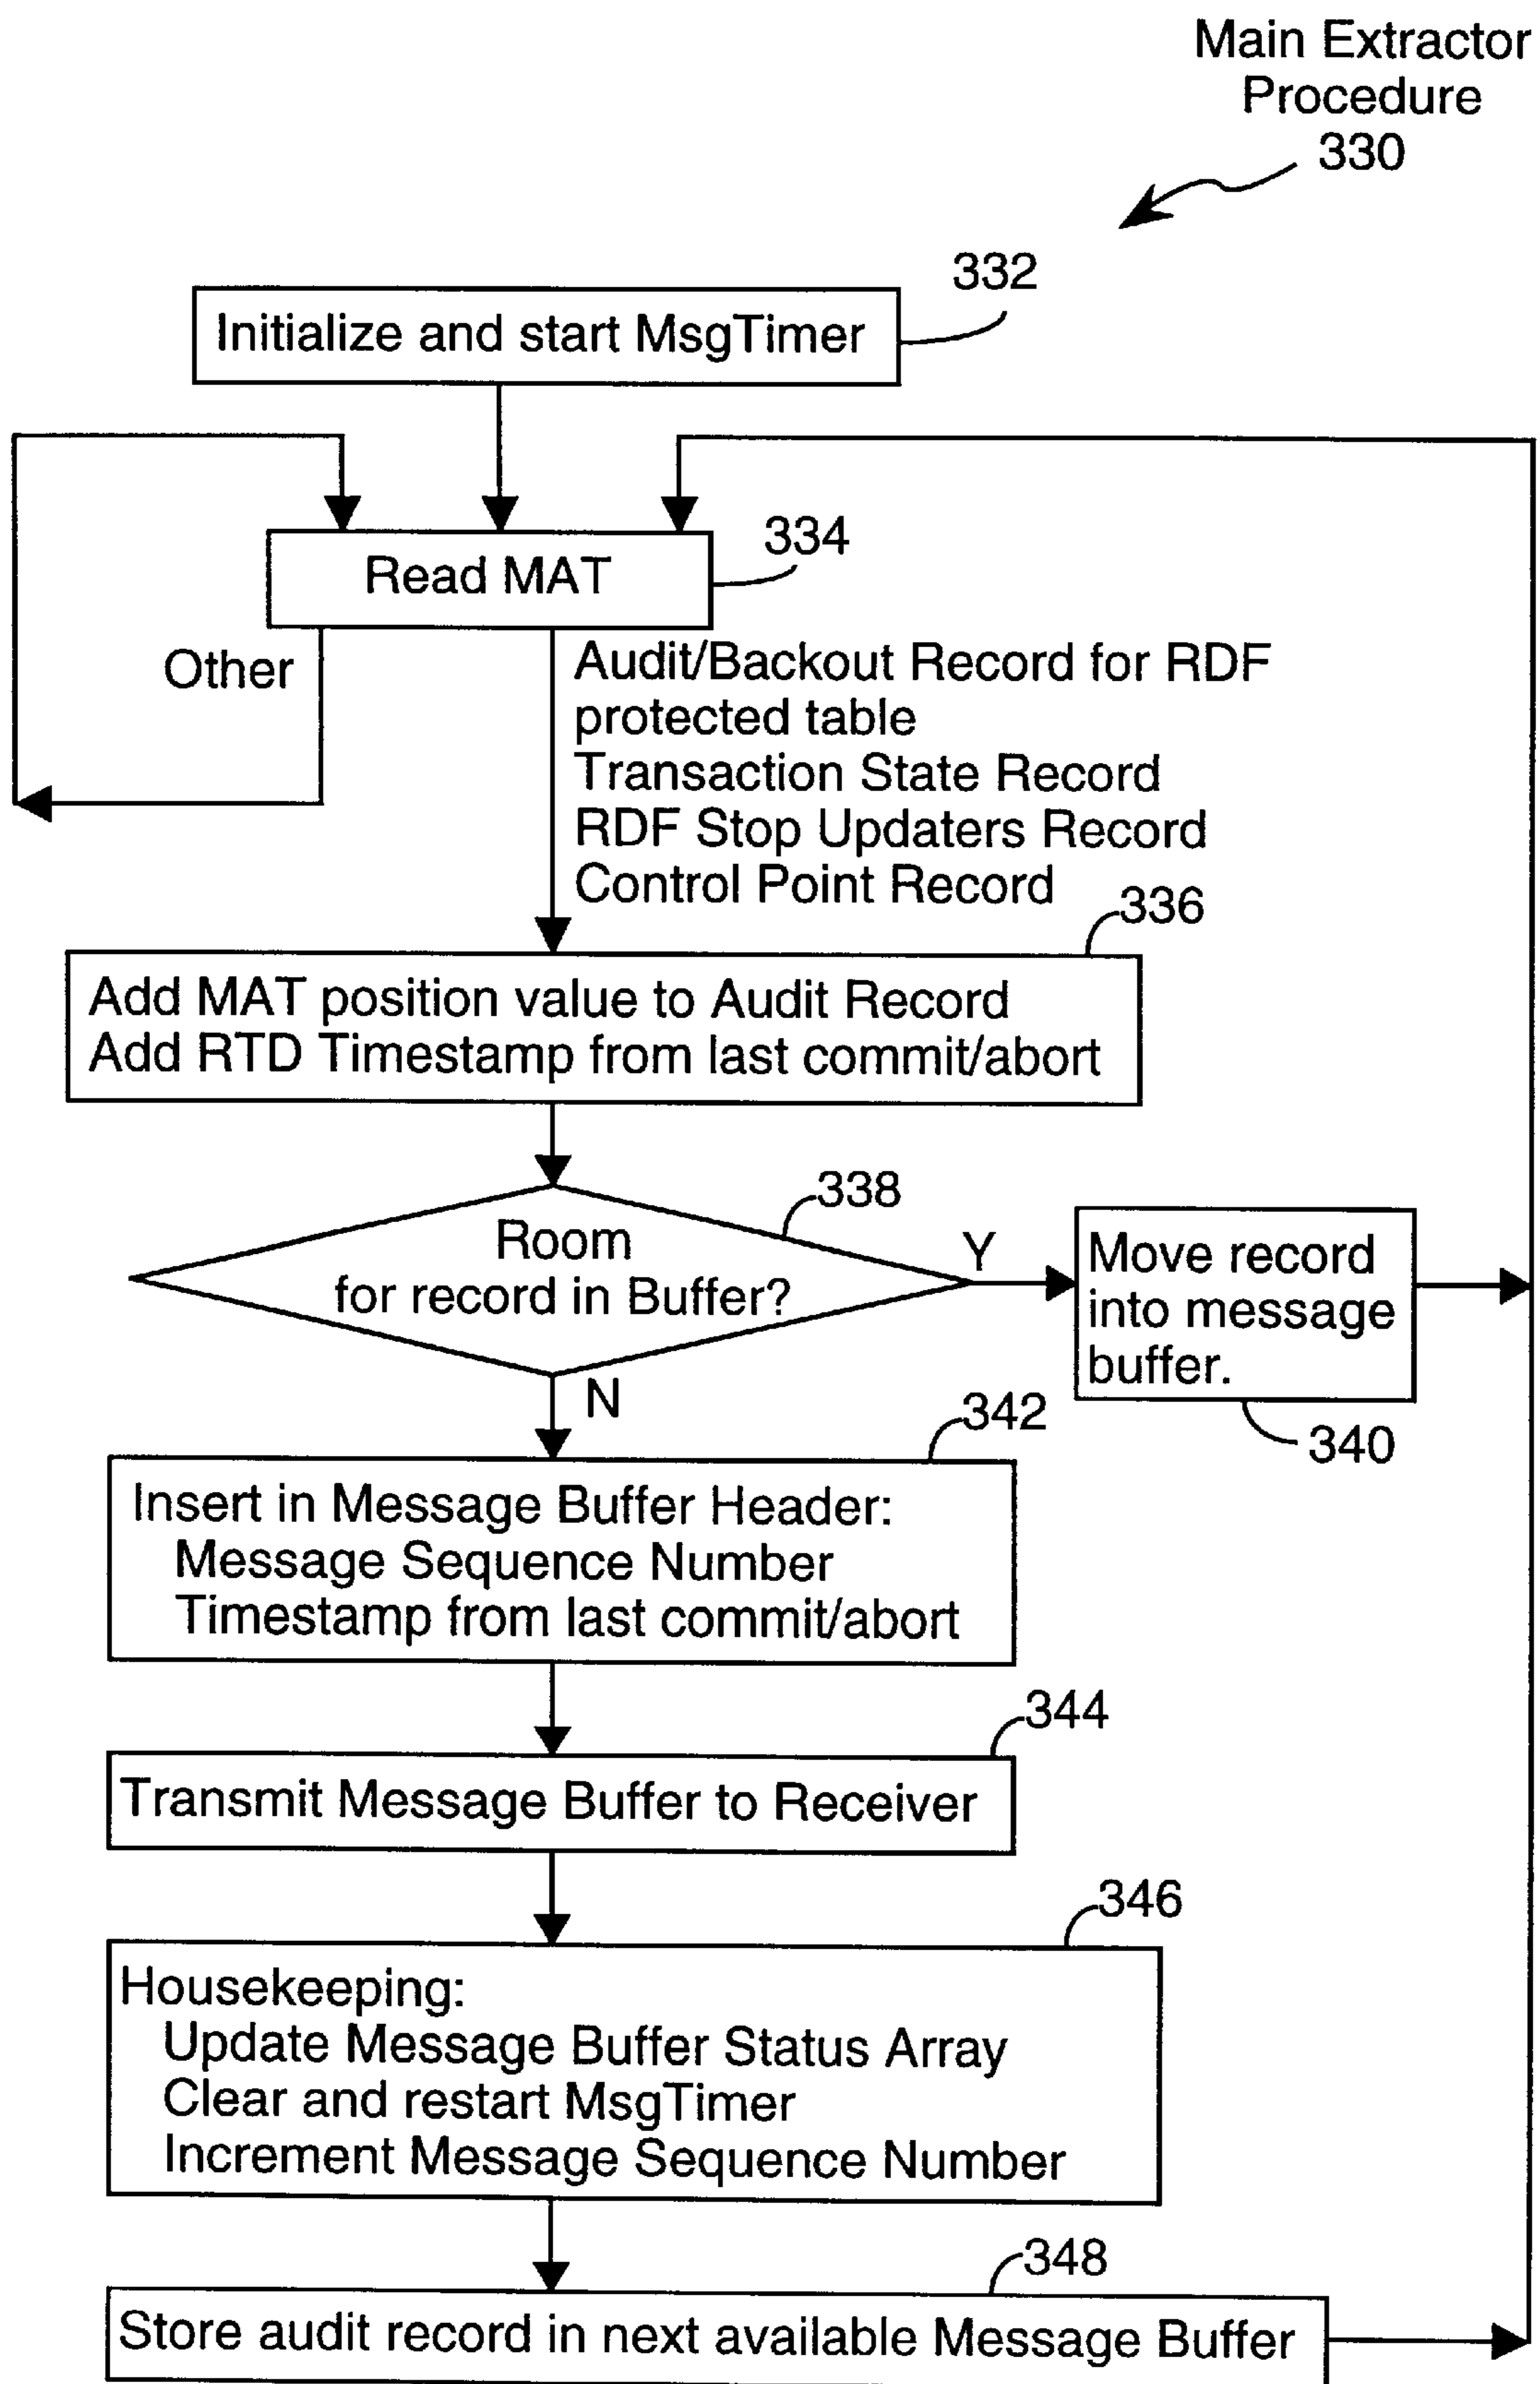 Main Extractor
Procedure
330
332
Initialize and start MsgTimer
334
Read MAT
Other
Audit/Backout Record for RDF
protected table
Transaction State Record
RDF Stop Updaters Record
Control Point Record
336
Add MAT position value to Audit Record
Add RTD Timestamp from last commit/abort
338
Room
for record in Buffer?
Y
Move record
into message
buffer.
340
N
342
Insert in Message Buffer Header:
Message Sequence Number
Timestamp from last commit/abort
344
Transmit Message Buffer to Receiver
346
Housekeeping:
Update Message Buffer Status Array
Clear and restart MsgTimer
Increment Message Sequence Number
348
Store audit record in next available Message Buffer